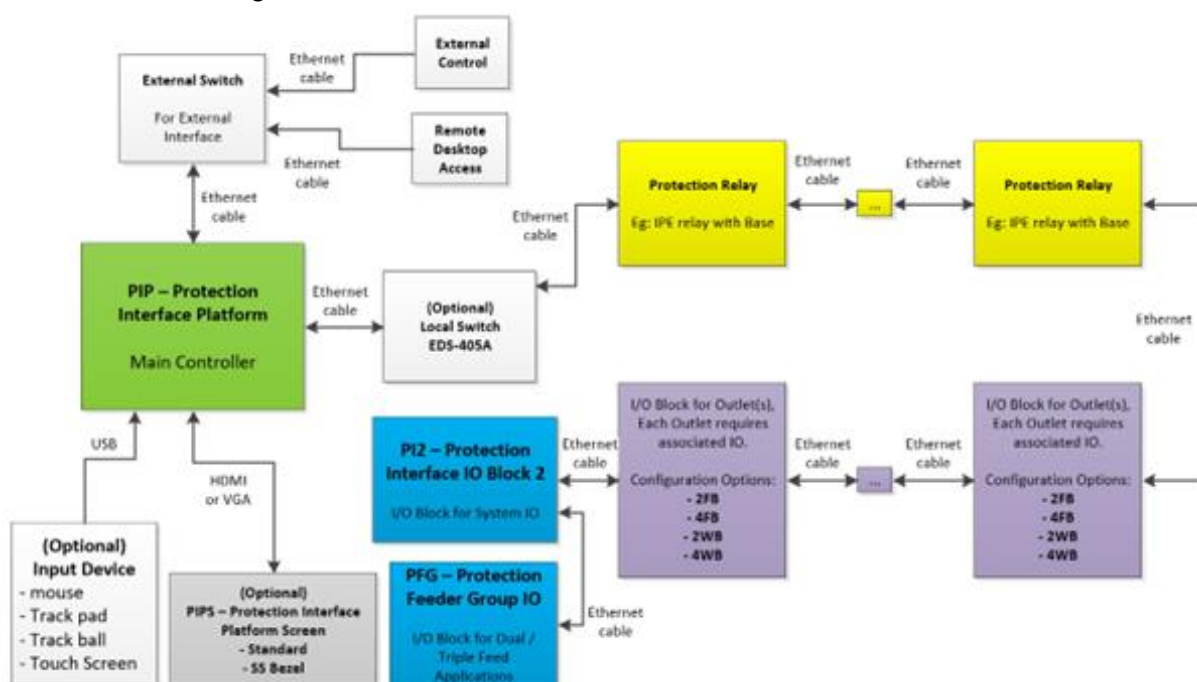 External
Control
Ethernet
cable
External Switch
For External
Interface
Remote
Desktop
Access
Ethernet
cable
Ethernet
cable
PIP – Protection
Interface Platform
Main Controller
Ethernet
cable
(Optional)
Local Switch
EDS-405A
Ethernet
cable
Protection Relay
Eg: IPE relay with Base
Ethernet
cable
...
Ethernet
cable
Protection Relay
Eg: IPE relay with Base
Ethernet
cable
I/O Block for Outlet(s),
Each Outlet requires
associated IO.
Configuration Options:
- 2FB
- 4FB
- 2WB
- 4WB
Ethernet
cable
...
Ethernet
cable
I/O Block for Outlet(s),
Each Outlet requires
associated IO.
Configuration Options:
- 2FB
- 4FB
- 2WB
- 4WB
PI2 – Protection
Interface IO Block 2
I/O Block for System IO
Ethernet
cable
PFG – Protection
Feeder Group IO
I/O Block for Dual /
Triple Feed
Applications
Ethernet
cable
USB
HDMI
or VGA
(Optional)
Input Device
- mouse
- Track pad
- Track ball
- Touch Screen
(Optional)
PIPS – Protection Interface
Platform Screen
- Standard
- SS Bezel